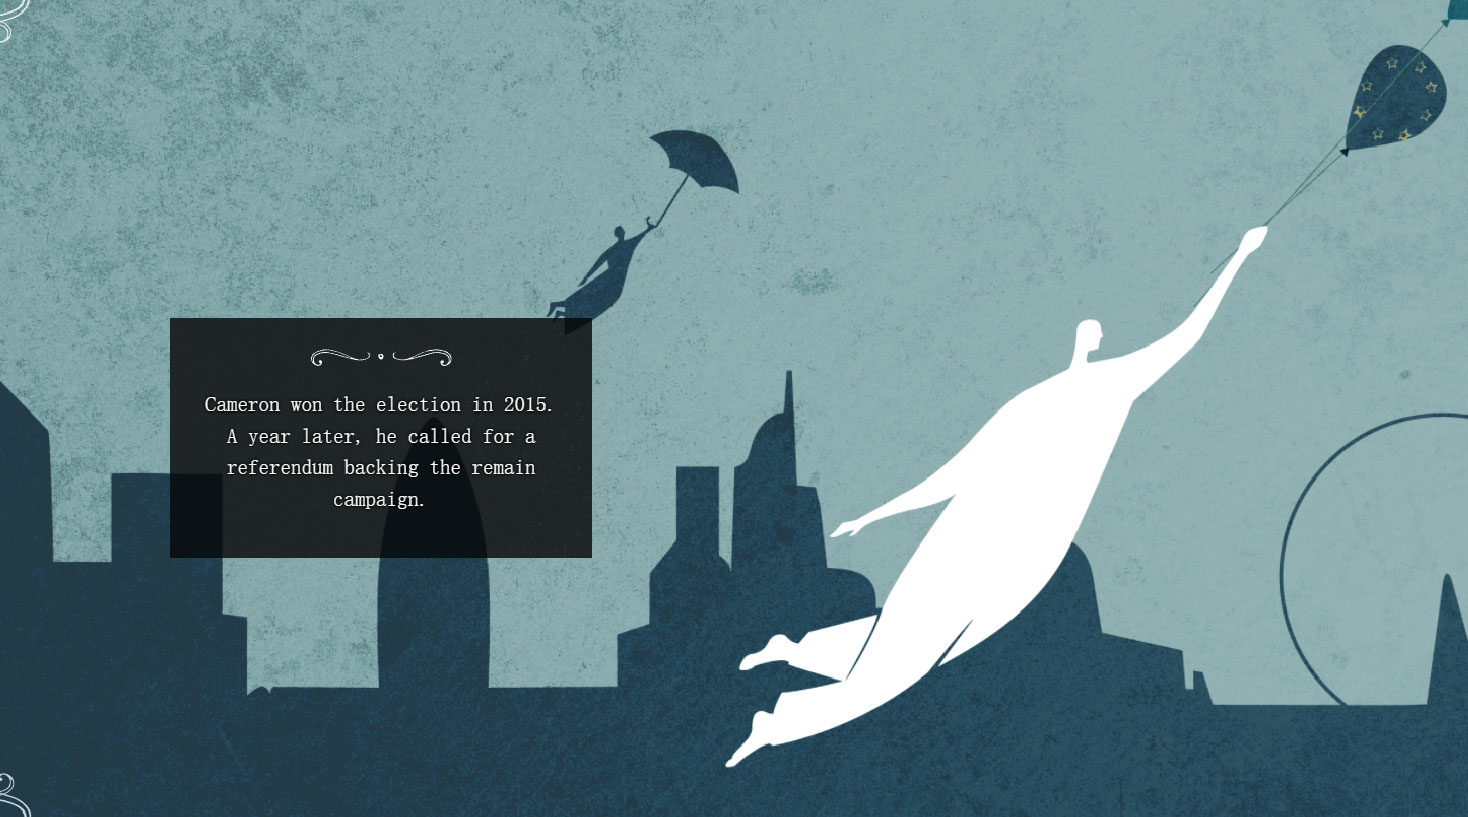 Cameron won the election in 2015.
A year later, he called for a
referendum backing the remain
campaign.